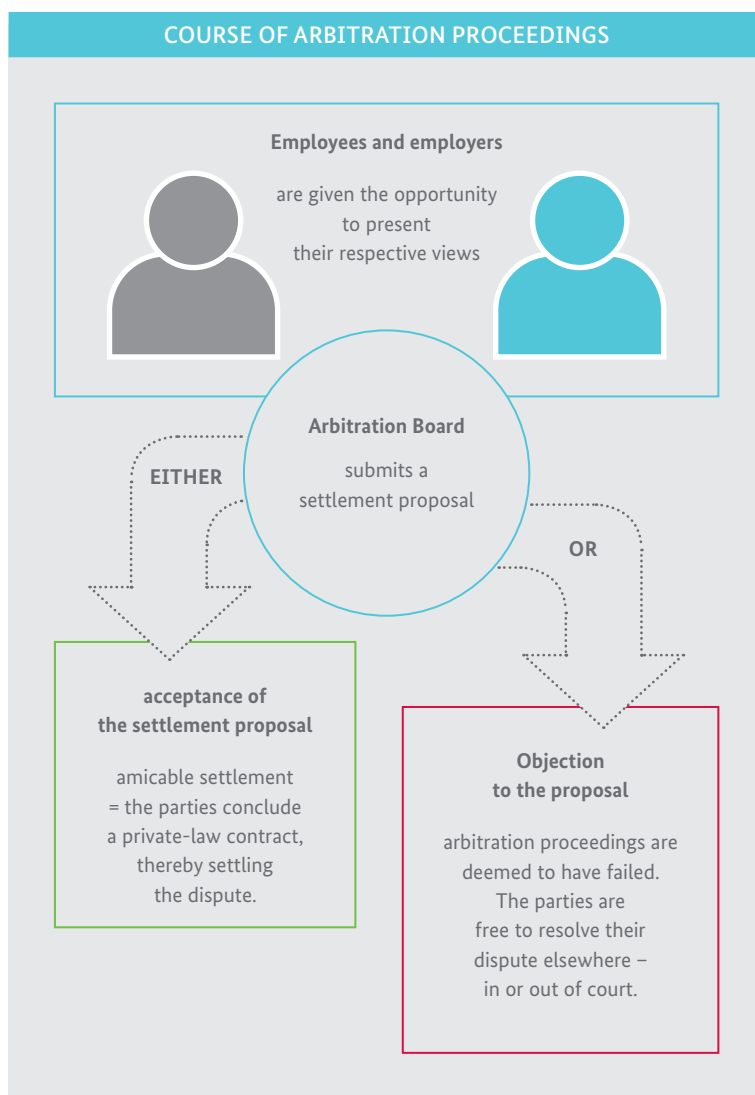 COURSE OF ARBITRATION PROCEEDINGS
Employees and employers
are given the opportunity
to present
their respective views
Arbitration Board
submits a
settlement proposal
EITHER
OR
acceptance of
the settlement proposal
amicable settlement
= the parties conclude
a private-law contract,
thereby settling
the dispute.
Objection
to the proposal
arbitration proceedings are
deemed to have failed.
The parties are
free to resolve their
dispute elsewhere –
in or out of court.